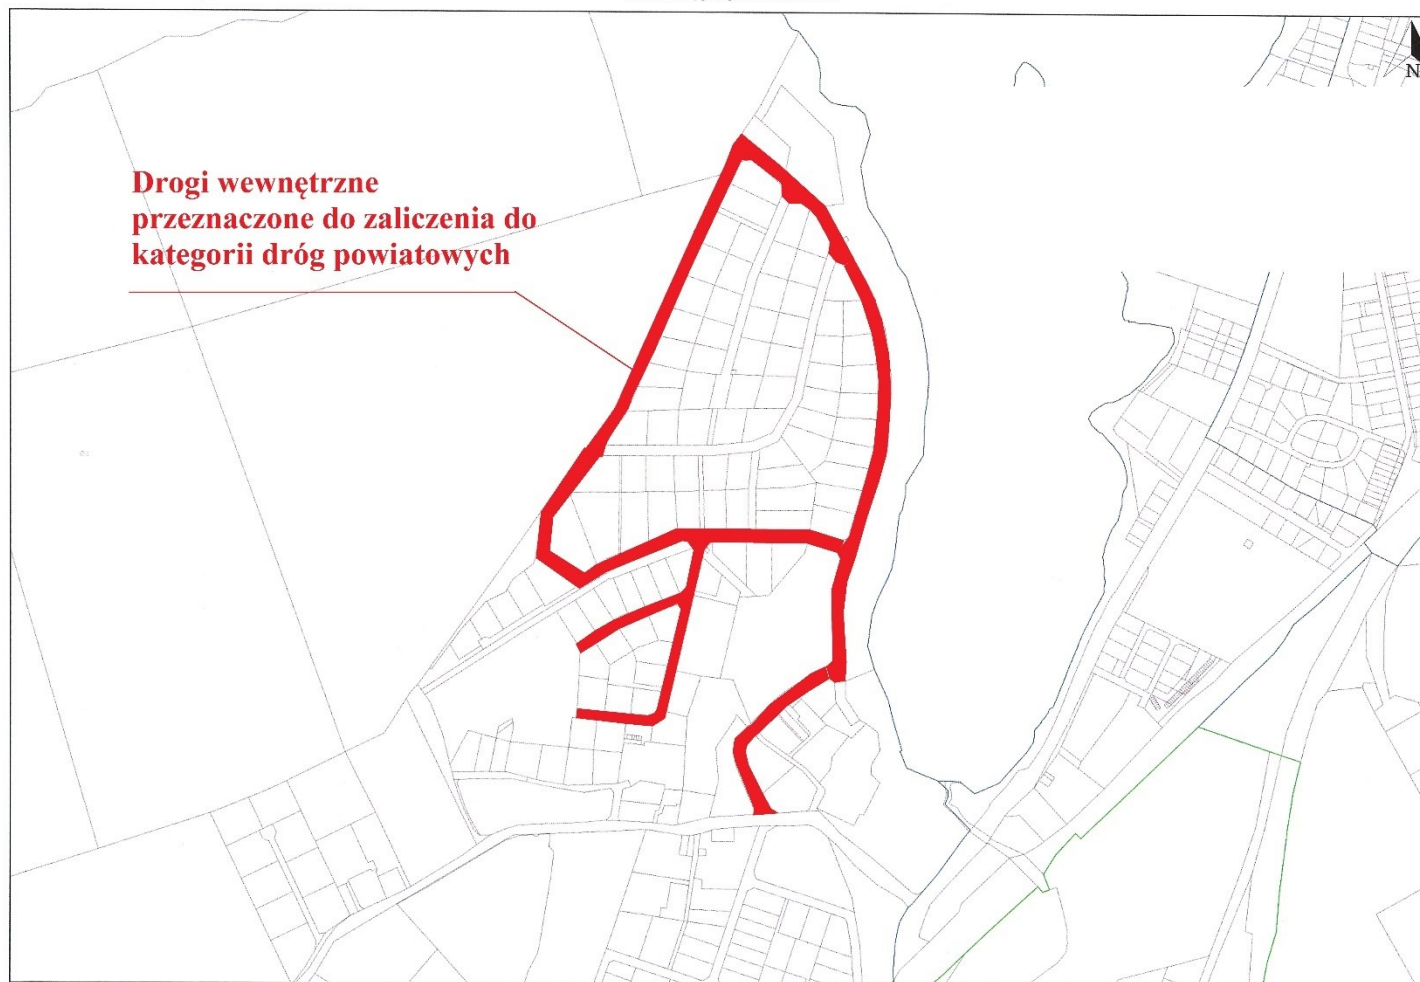 Drogi wewnętrzne
przeznaczone do zaliczenia do
kategorii dróg powiatowych
N